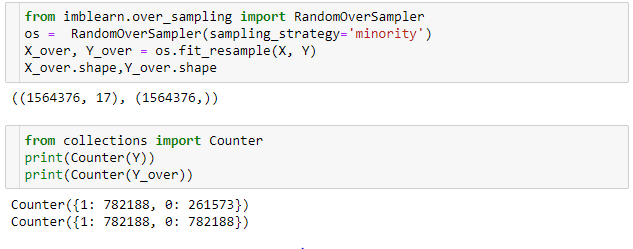 from imblearn.over_sampling import RandomOverSampler
os =  RandomOverSampler(sampling_strategy='minority')
X_over, Y_over = os.fit_resample(X, Y)
X_over.shape,Y_over.shape
((1564376, 17), (1564376,))
from collections import Counter
print(Counter(Y))
print(Counter(Y_over))
Counter({1: 782188, 0: 261573})
Counter({1: 782188, 0: 782188})